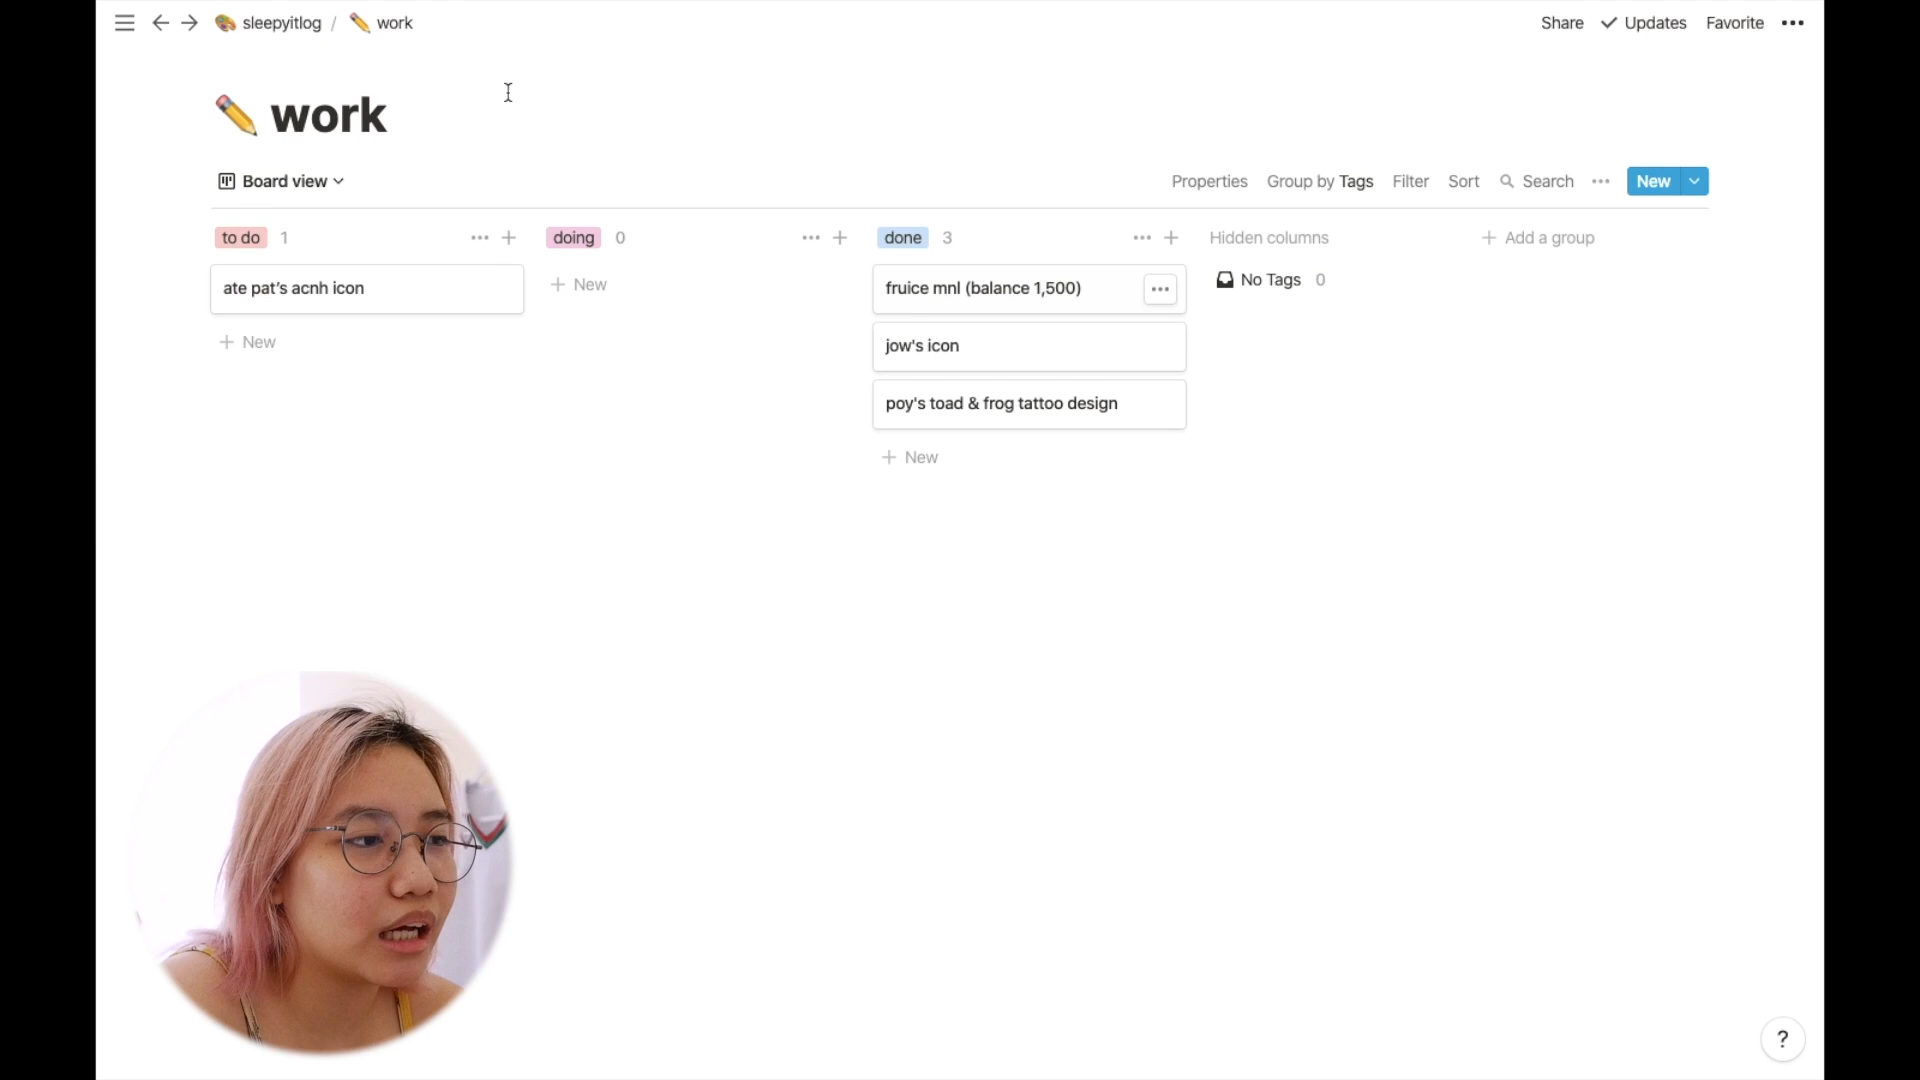 sleepyitlog / work
Share Updates Favorite
work
Board view
Properties Group by Tags Filter Sort Search New
to do 1
ate pat’s acnh icon
New
doing 0
New
done 3
fruice mnl (balance 1,500)
jow's icon
poy's toad & frog tattoo design
New
Hidden columns
No Tags 0
Add a group
?